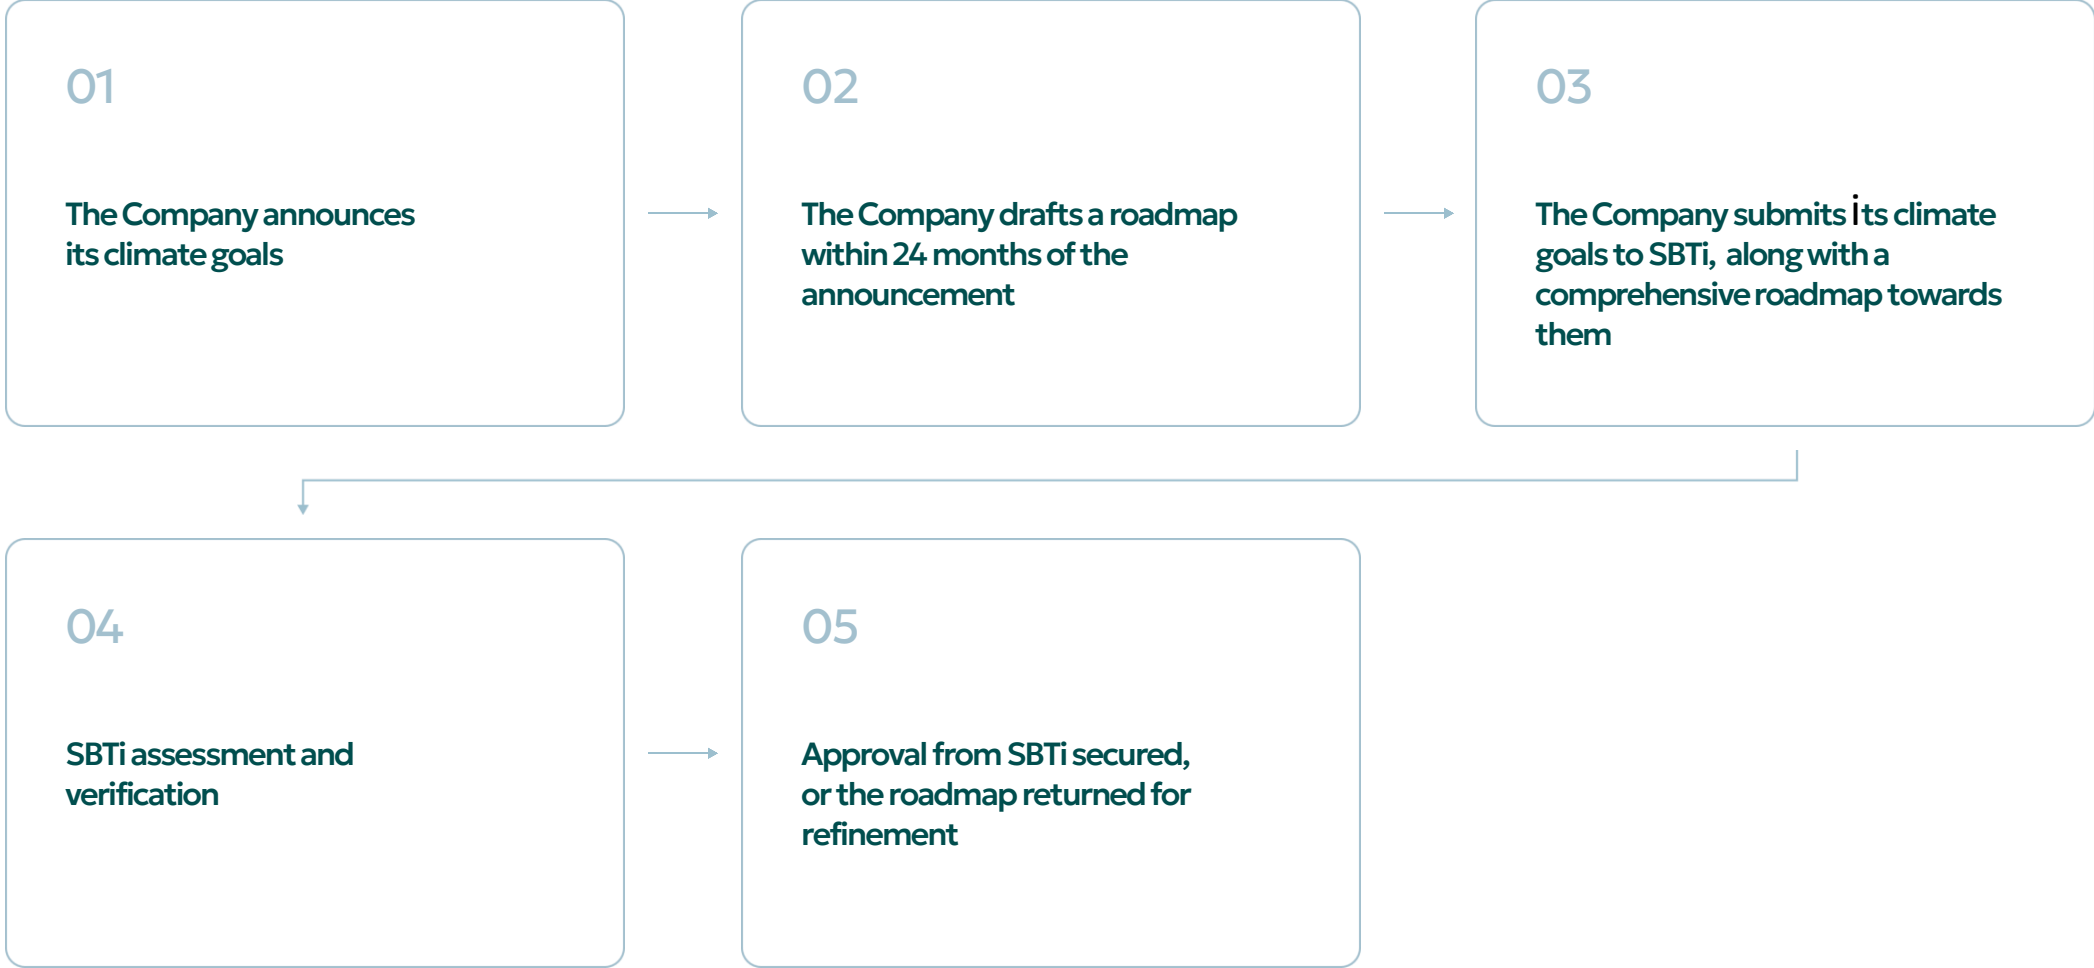 01
The Company announces
its climate goals
02
The Company drafts a roadmap
within 24 months of the
announcement
03
The Company submits its climate
goals to SBTi, along with a
comprehensive roadmap towards
them
04
SBTi assessment and
verification
05
Approval from SBTi secured,
or the roadmap returned for
refinement